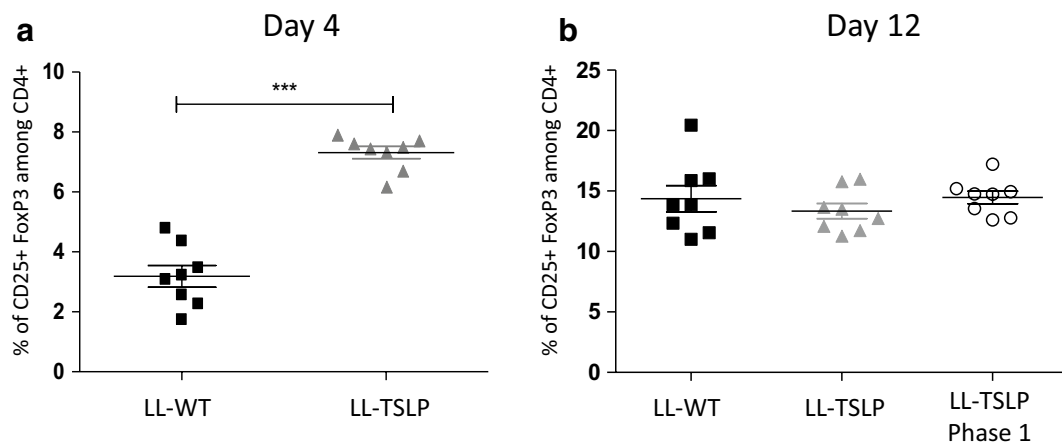 a
Day 4
% of CD25+ FoxP3 among CD4+
10
8
6
4
2
0
***
LL-WT
LL-TSLP
b
Day 12
% of CD25+ FoxP3 among CD4+
25
20
15
10
5
0
LL-WT
LL-TSLP
LL-TSLP
Phase 1